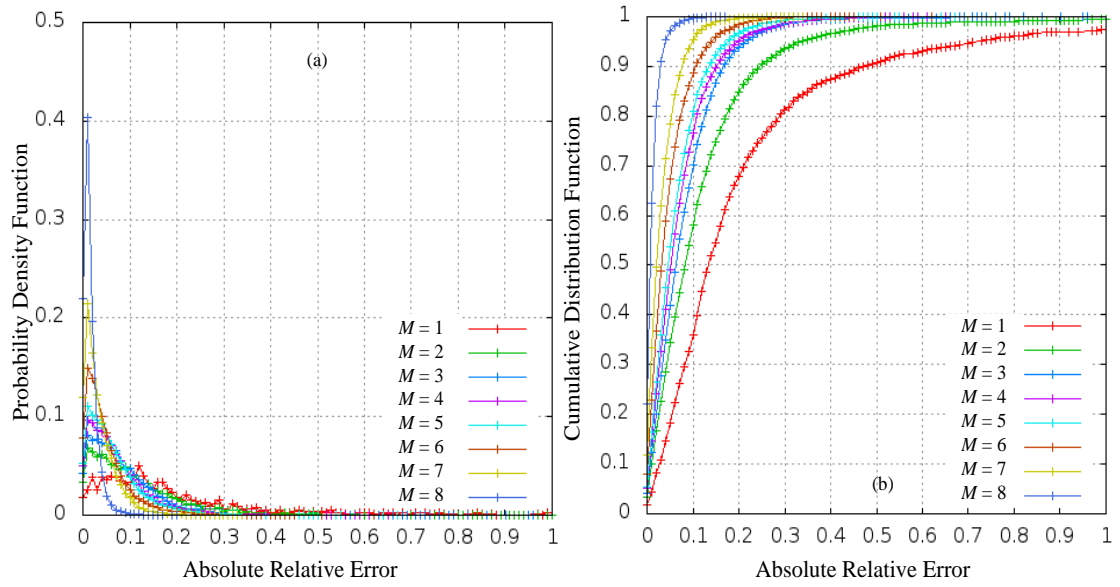 Probability Density Function
0.5
0.4
0.3
0.2
0.1
0
(a)
M = 1
M = 2
M = 3
M = 4
M = 5
M = 6
M = 7
M = 8
0 0.1 0.2 0.3 0.4 0.5 0.6 0.7 0.8 0.9 1
Absolute Relative Error
Cumulative Distribution Function
1
0.9
0.8
0.7
0.6
0.5
0.4
0.3
0.2
0.1
0
M = 1
M = 2
M = 3
M = 4
M = 5
M = 6
M = 7
M = 8
(b)
0 0.1 0.2 0.3 0.4 0.5 0.6 0.7 0.8 0.9 1
Absolute Relative Error